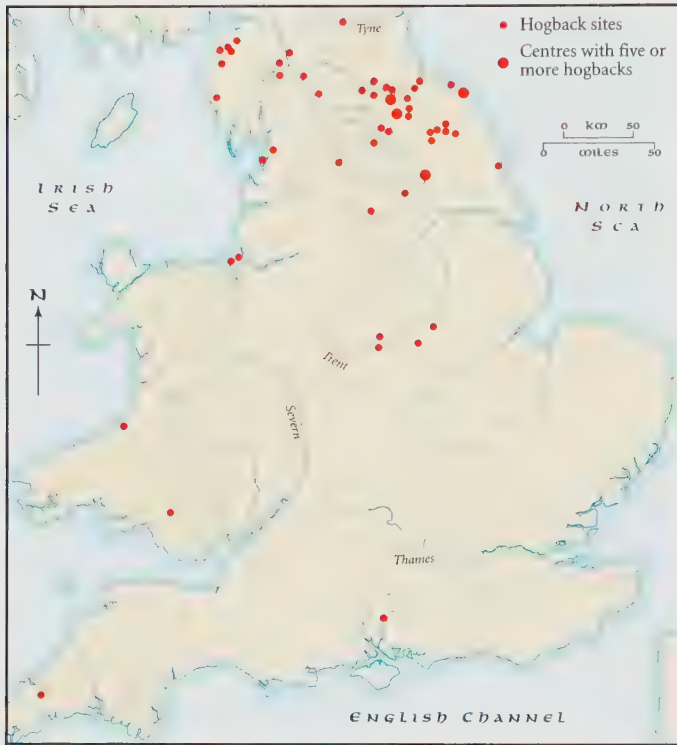 Tyne
Hogback sites
Centres with five or
more hogbacks
0 km 50
0 miles 50
IRISH
SEA
NORTH
SEA
N
Trent
Severn
Thames
ENGLISH CHANNEL